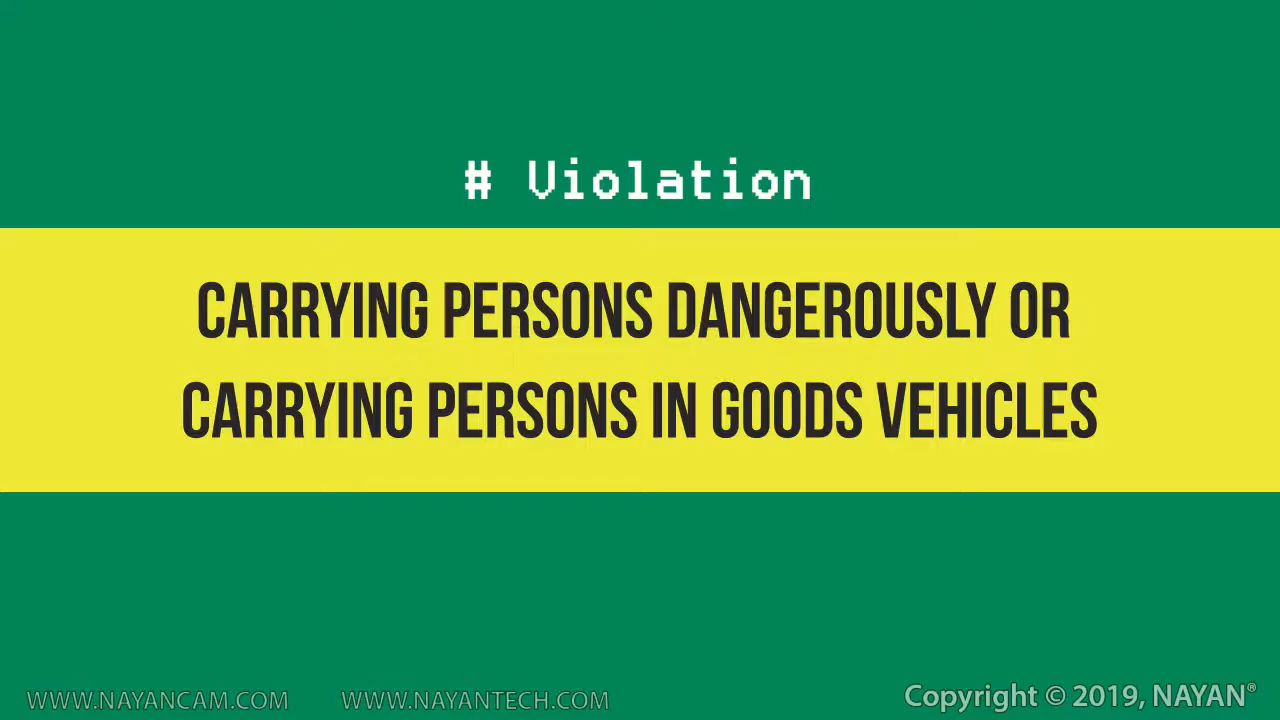 # Violation
CARRYING PERSONS DANGEROUSLY OR
CARRYING PERSONS IN GOODS VEHICLES
WWW.NAYANCAM.COM WWW.NAYANTECH.COM Copyright © 2019, NAYAN®